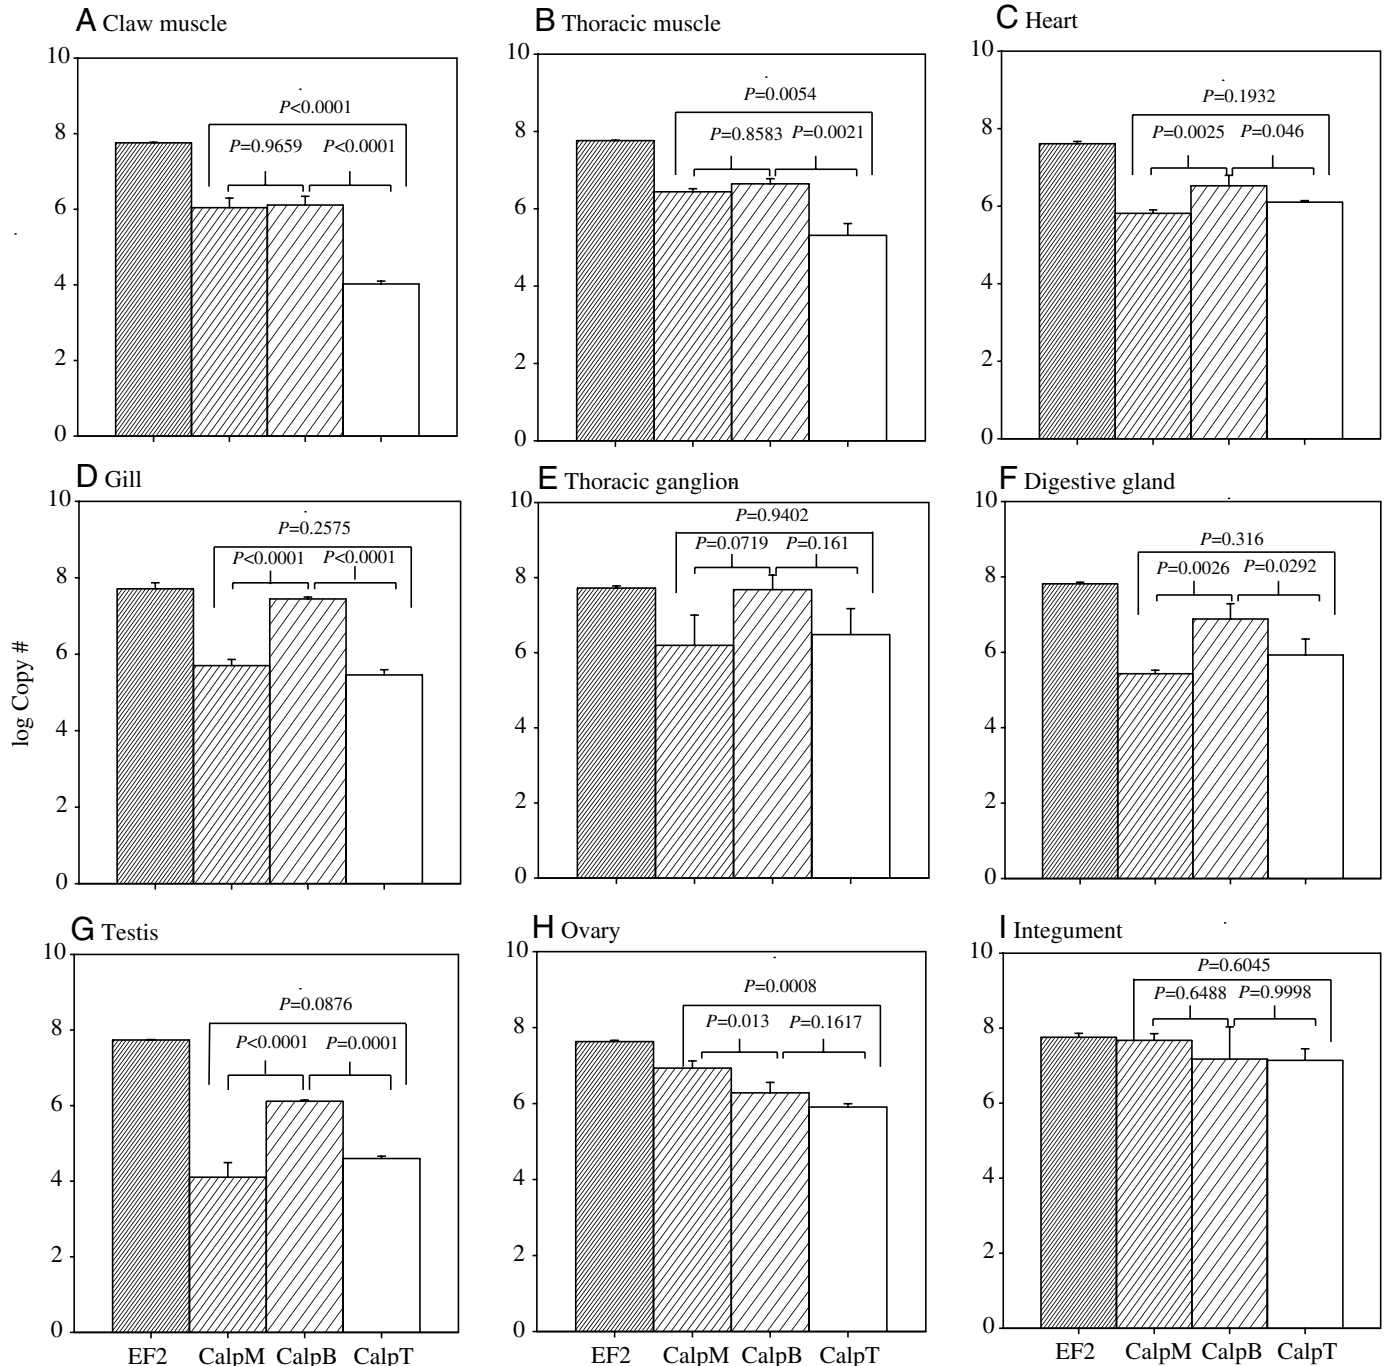 A Claw muscle
B Thoracic muscle
C Heart
10
8
6
4
2
0
P<0.0001
P=0.9659 P<0.0001
10
8
6
4
2
0
P=0.0054
P=0.8583 P=0.0021
10
8
6
4
2
0
P=0.1932
P=0.0025 P=0.046
D Gill
E Thoracic ganglion
F Digestive gland
log Copy #
10
8
6
4
2
0
P=0.2575
P<0.0001 P<0.0001
10
8
6
4
2
0
P=0.9402
P=0.0719 P=0.161
10
8
6
4
2
0
P=0.316
P=0.0026 P=0.0292
G Testis
H Ovary
I Integument
10
8
6
4
2
0
P=0.0876
P<0.0001 P=0.0001
EF2 CalpM CalpB CalpT
10
8
6
4
2
0
P=0.0008
P=0.013 P=0.1617
EF2 CalpM CalpB CalpT
10
8
6
4
2
0
P=0.6045
P=0.6488 P=0.9998
EF2 CalpM CalpB CalpT